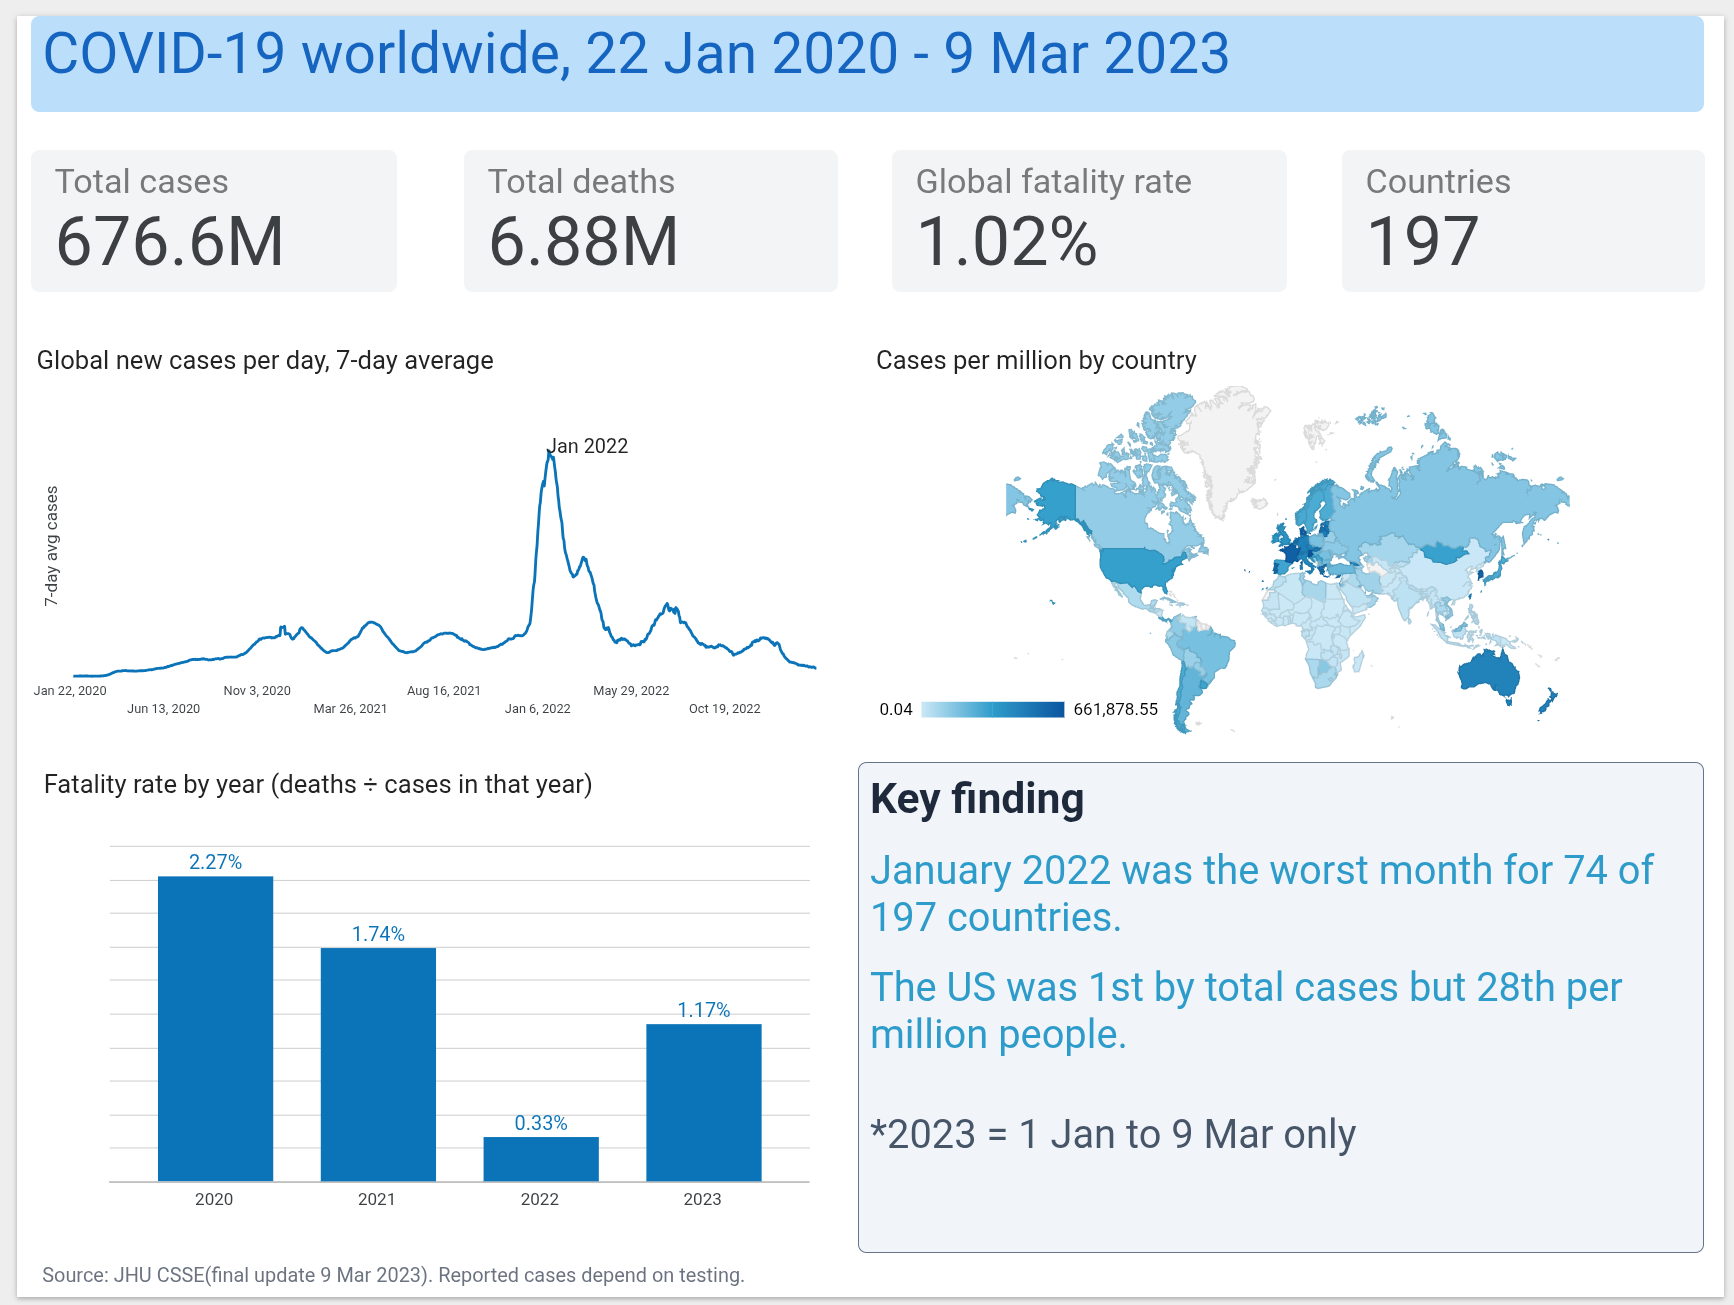 COVID-19 worldwide, 22 Jan 2020 - 9 Mar 2023
Total cases
676.6M
Total deaths
6.88M
Global fatality rate
1.02%
Countries
197
Global new cases per day, 7-day average
Jan 2022
7-day avg cases
Jan 22, 2020
Nov 3, 2020
Aug 16, 2021
May 29, 2022
Jun 13, 2020
Mar 26, 2021
Jan 6, 2022
Oct 19, 2022
Cases per million by country
0.04
661,878.55
Fatality rate by year (deaths ÷ cases in that year)
2.27%
1.74%
0.33%
1.17%
2020
2021
2022
2023
Key finding
January 2022 was the worst month for 74 of
197 countries.
The US was 1st by total cases but 28th per
million people.
*2023 = 1 Jan to 9 Mar only
Source: JHU CSSE(final update 9 Mar 2023). Reported cases depend on testing.